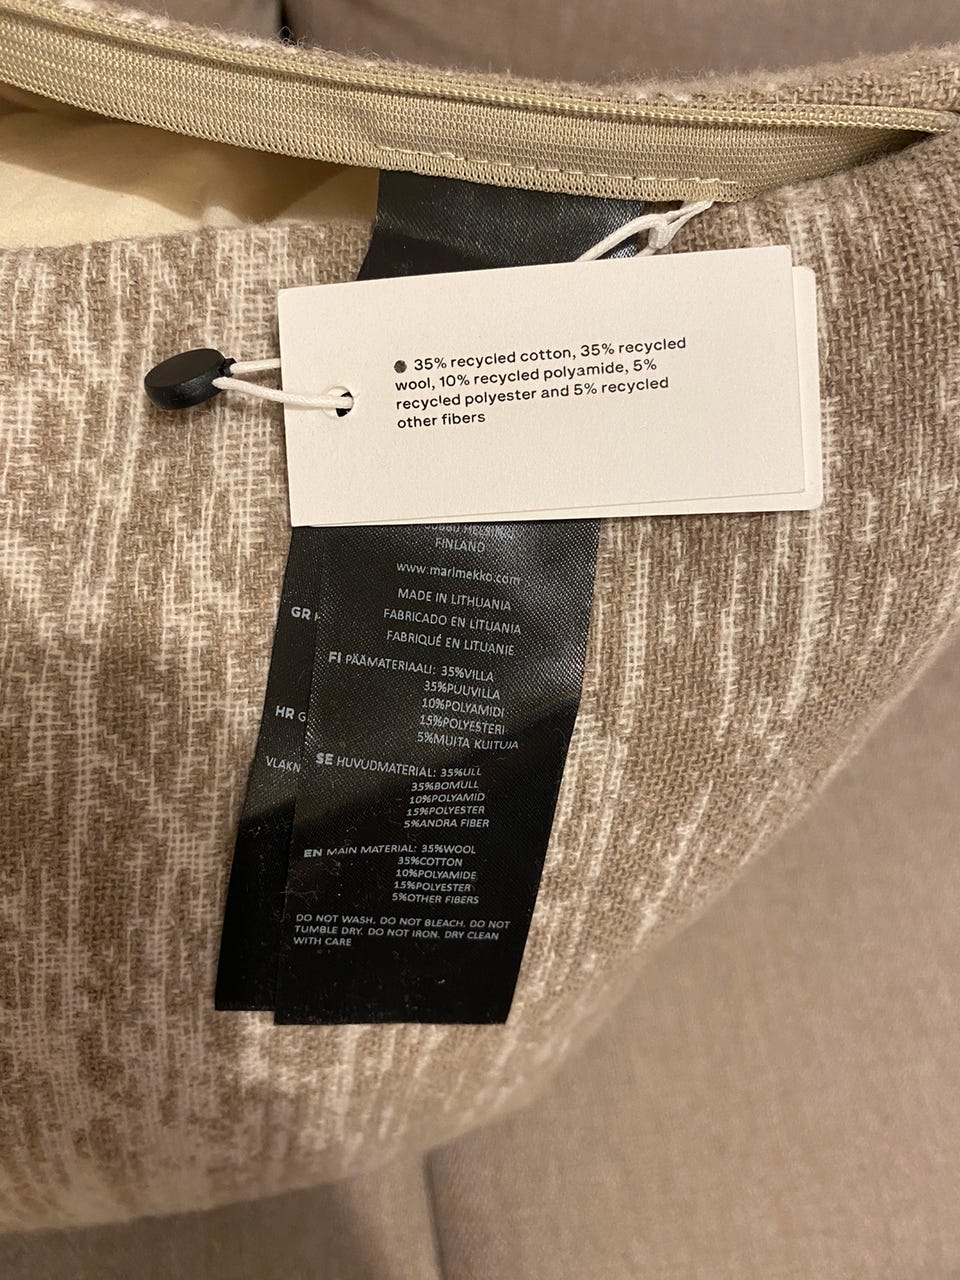 35% recycled cotton, 35% recycled
wool, 10% recycled polyamide, 5%
recycled polyester and 5% recycled
other fibers
HELSINKI
FINLAND
www.marimekko.com
MADE IN LITHUANIA
FABRICADO EN LITUANIA
FABRIQUÉ EN LITUANIE
GR
FI PÄÄMATERIAALI: 35%VILLA
35%PUUVILLA
10%POLYAMIDI
15%POLYESTERI
5%MUITA KUITUJA
HR G
VLAKN
SE HUVUDMATERIAL: 35%ULL
35%BOMULL
10%POLYAMID
15%POLYESTER
5%ANDRA FIBER
EN MAIN MATERIAL: 35%WOOL
35%COTTON
10%POLYAMIDE
15%POLYESTER
5%OTHER FIBERS
DO NOT WASH. DO NOT BLEACH. DO NOT
TUMBLE DRY. DO NOT IRON. DRY CLEAN
WITH CARE